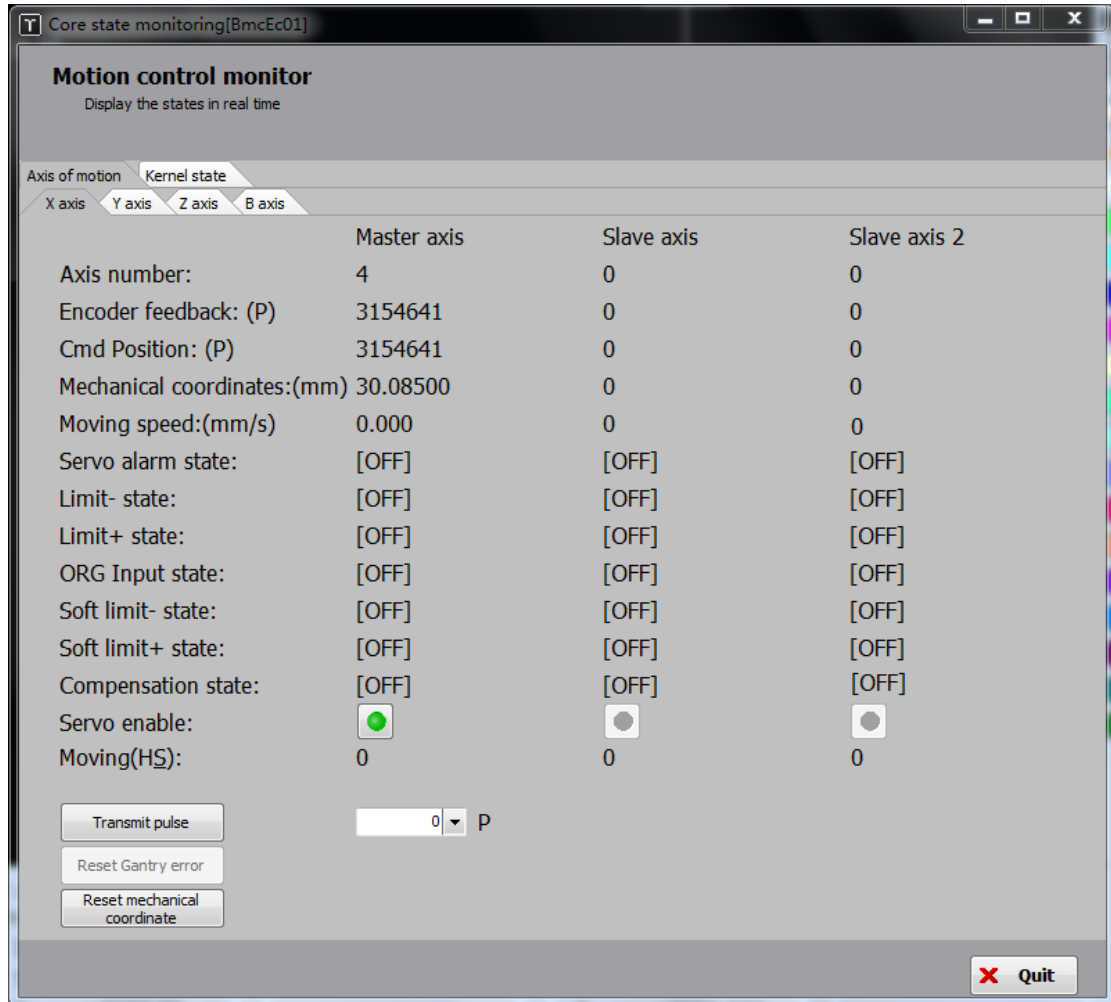 Core state monitoring[BmcEc01]
Motion control monitor
Display the states in real time
Axis of motion Kernel state
X axis Y axis Z axis B axis
Master axis Slave axis Slave axis 2
Axis number: 4 0 0
Encoder feedback: (P) 3154641 0 0
Cmd Position: (P) 3154641 0 0
Mechanical coordinates:(mm) 30.08500 0 0
Moving speed:(mm/s) 0.000 0 0
Servo alarm state: [OFF] [OFF] [OFF]
Limit- state: [OFF] [OFF] [OFF]
Limit+ state: [OFF] [OFF] [OFF]
ORG Input state: [OFF] [OFF] [OFF]
Soft limit- state: [OFF] [OFF] [OFF]
Soft limit+ state: [OFF] [OFF] [OFF]
Compensation state: [OFF] [OFF] [OFF]
Servo enable:
Moving(HS): 0 0 0
Transmit pulse 0 P
Reset Gantry error
Reset mechanical
coordinate
Quit